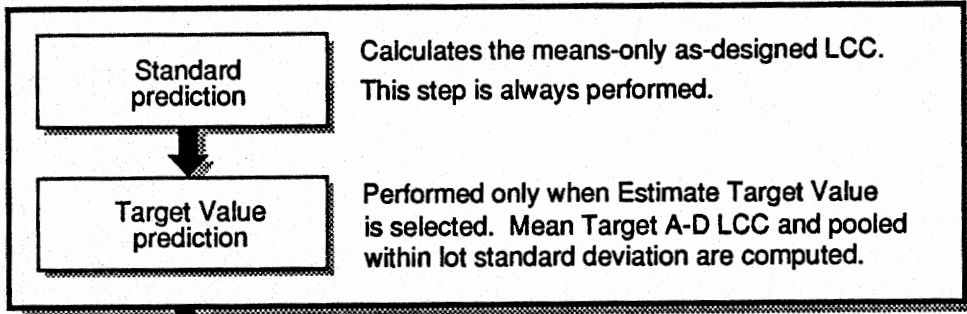 Standard
prediction
Calculates the means-only as-designed LCC.
This step is always performed.
Target Value
prediction
Performed only when Estimate Target Value
is selected. Mean Target A-D LCC and pooled
within lot standard deviation are computed.